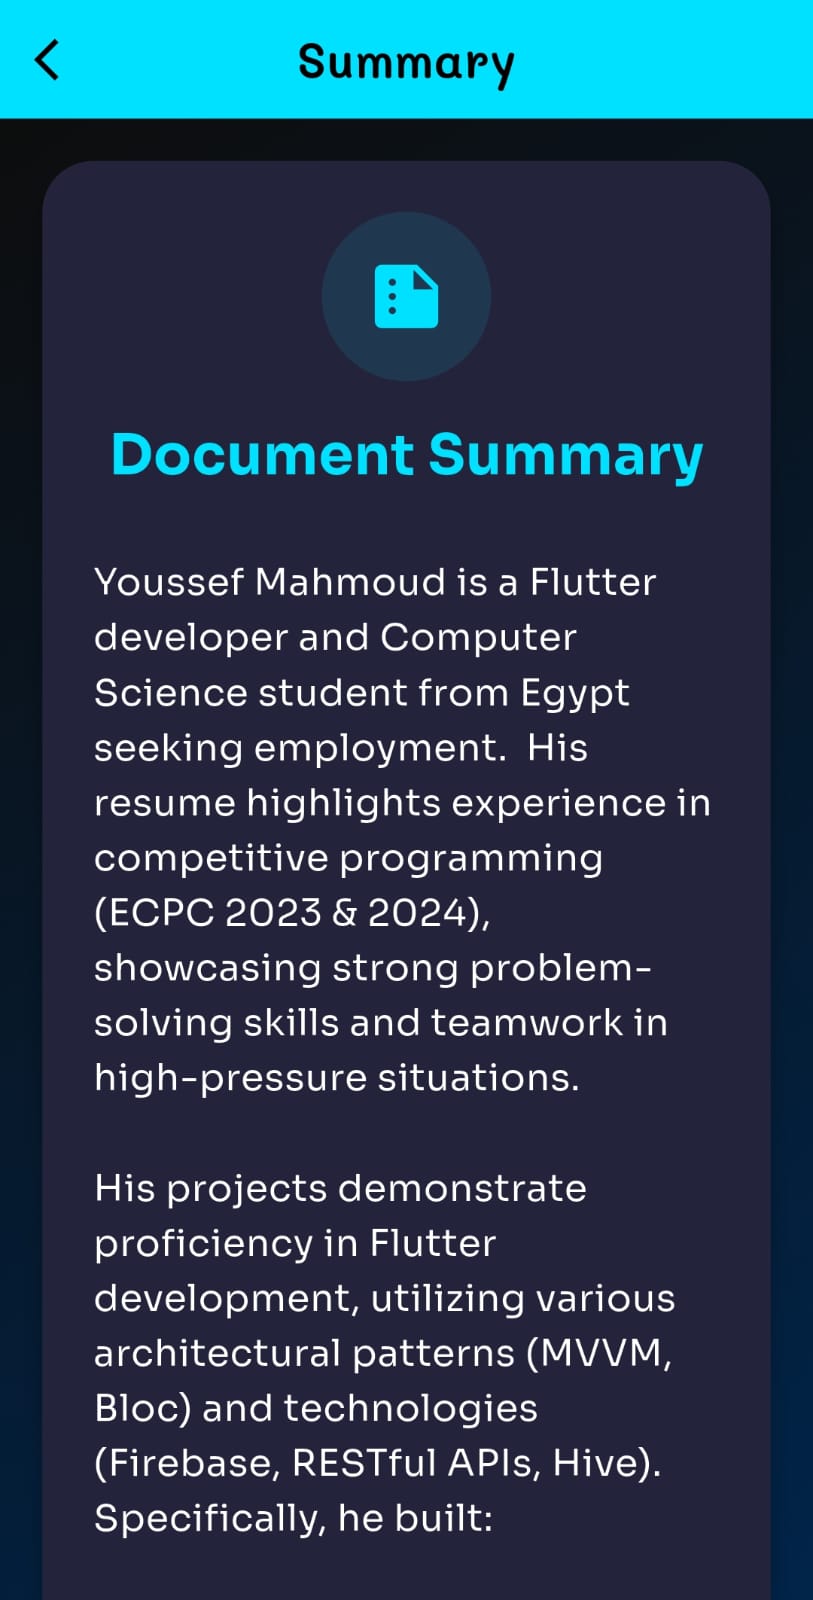 Summary
Document Summary
Youssef Mahmoud is a Flutter
developer and Computer
Science student from Egypt
seeking employment.  His
resume highlights experience in
competitive programming
(ECPC 2023 & 2024),
showcasing strong problem-
solving skills and teamwork in
high-pressure situations.
His projects demonstrate
proficiency in Flutter
development, utilizing various
architectural patterns (MVVM,
Bloc) and technologies
(Firebase, RESTful APIs, Hive).
Specifically, he built: